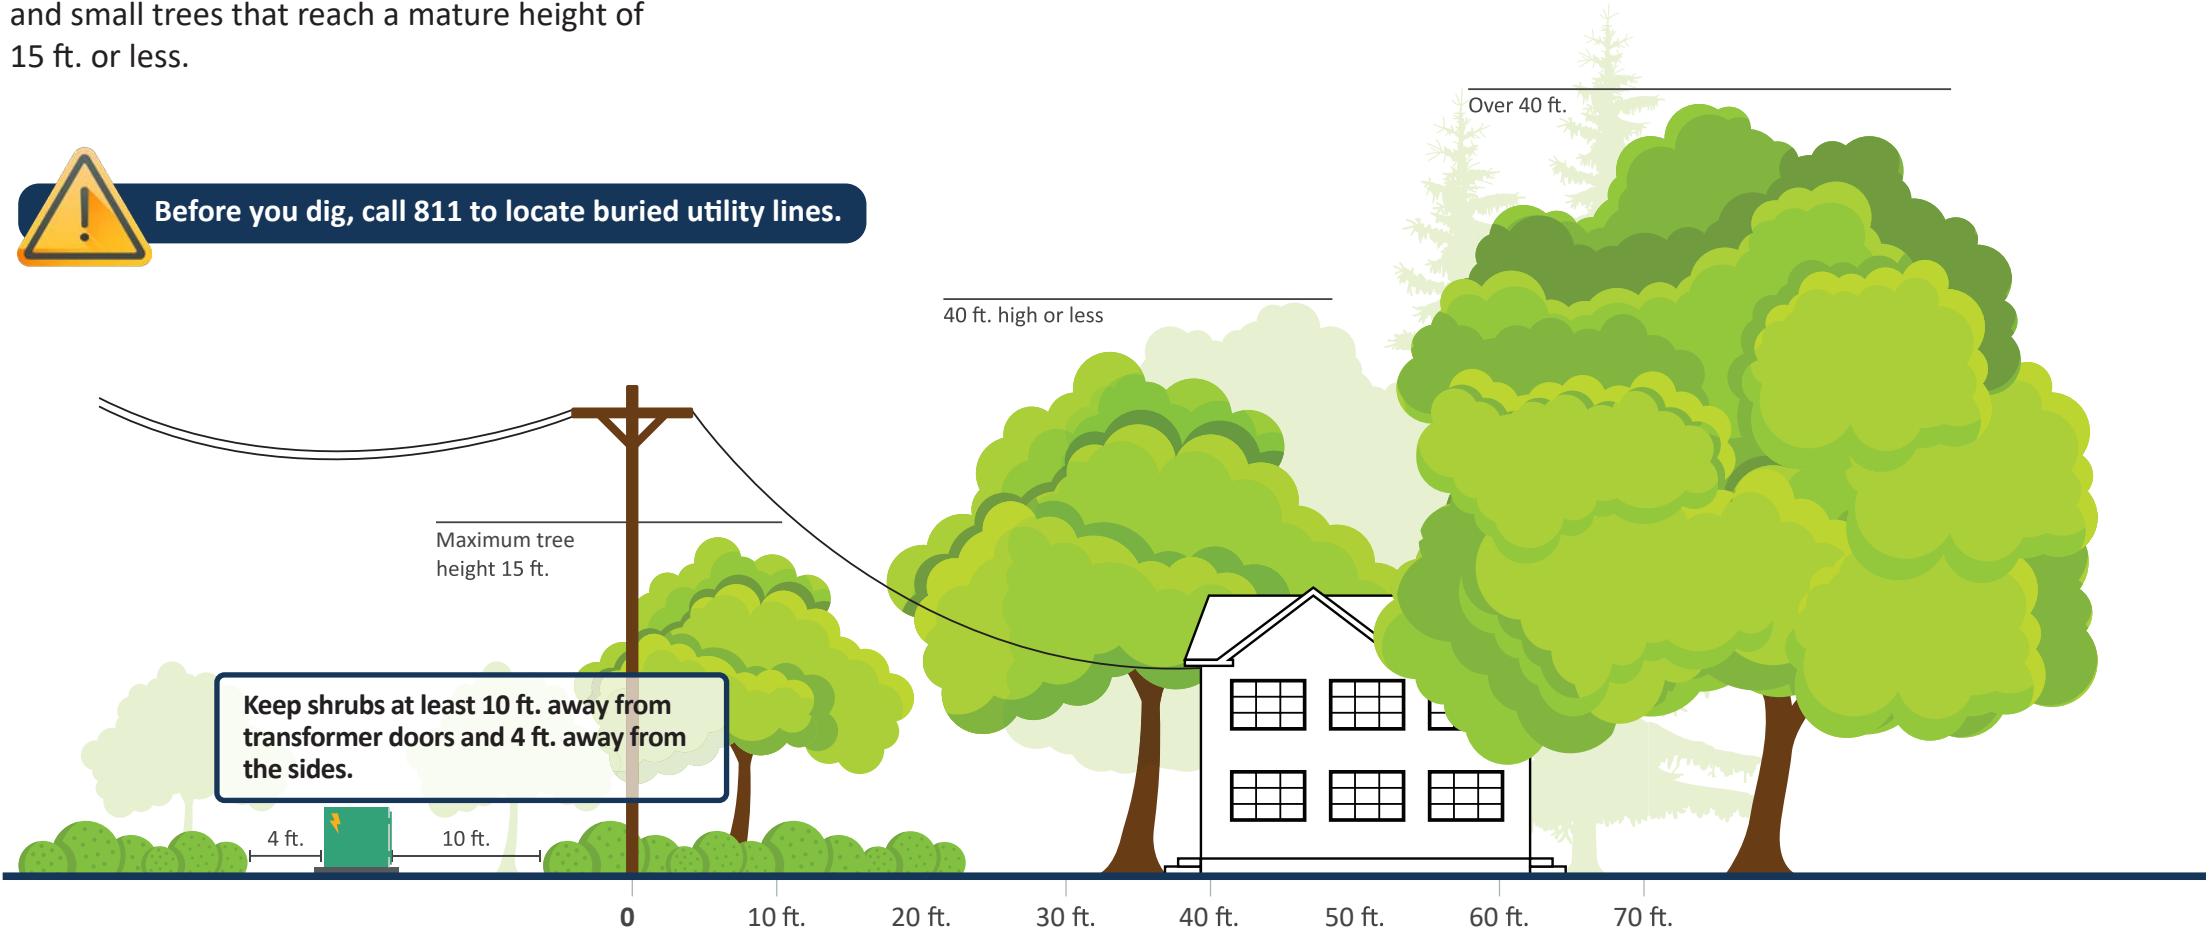 and small trees that reach a mature height of
15 ft. or less.
Over 40 ft.
Before you dig, call 811 to locate buried utility lines.
40 ft. high or less
Maximum tree
height 15 ft.
Keep shrubs at least 10 ft. away from
transformer doors and 4 ft. away from
the sides.
4 ft.
10 ft.
0
10 ft.
20 ft.
30 ft.
40 ft.
50 ft.
60 ft.
70 ft.